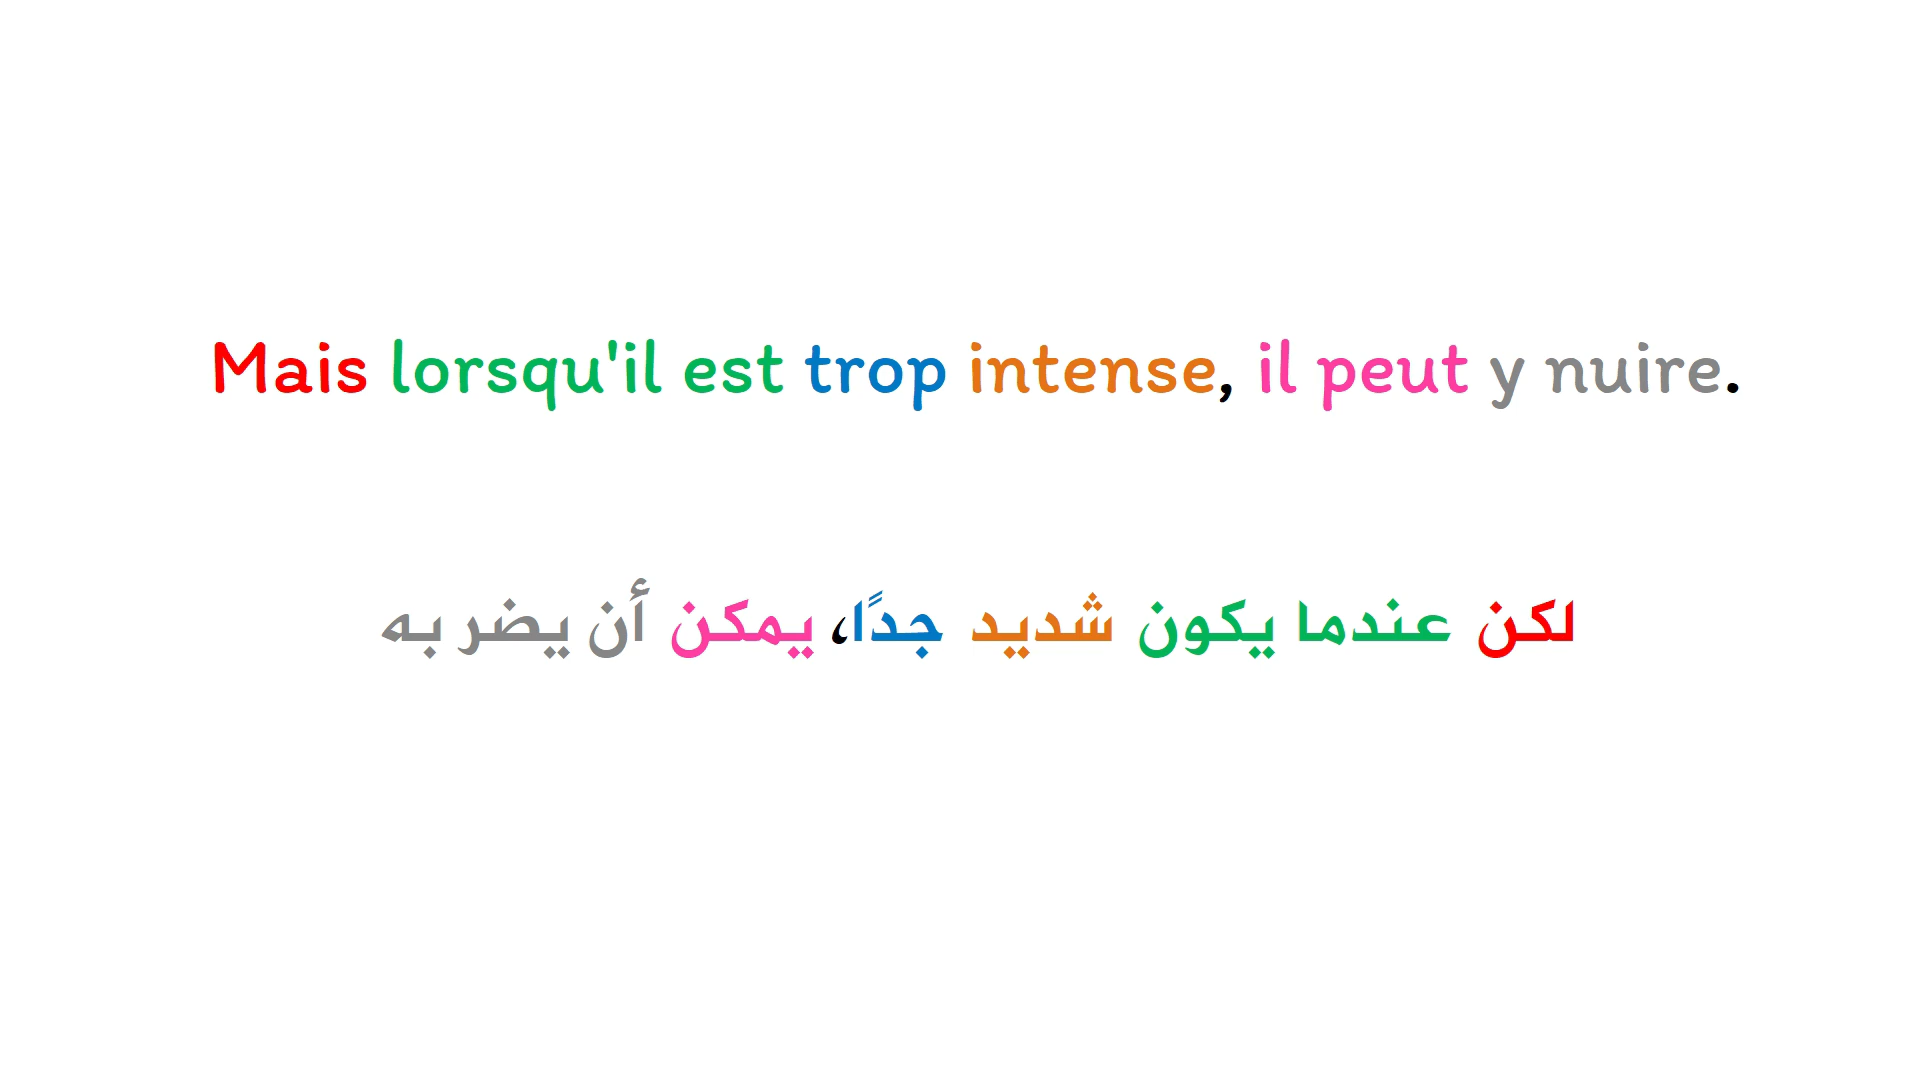 Mais lorsqu'il est trop intense, il peut y nuire.
لكن عندما يكون شديد جدًا، يمكن أن يضر به